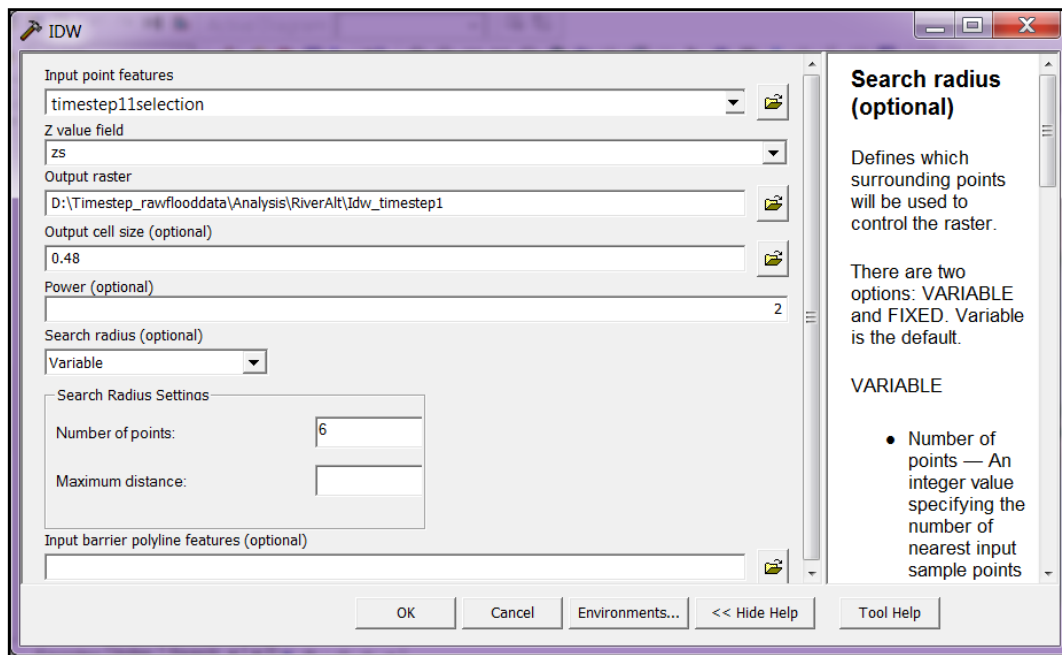 IDW
Input point features
timestep11selection
Z value field
zs
Output raster
D:\Timestep_rawflooddata\Analysis\RiverAlt\Idw_timestep1
Output cell size (optional)
0.48
Power (optional)
2
Search radius (optional)
Variable
Search Radius Settings
Number of points:
6
Maximum distance:
Input barrier polyline features (optional)
OK
Cancel
Environments...
<< Hide Help
Tool Help
Search radius
(optional)
Defines which
surrounding points
will be used to
control the raster.
There are two
options: VARIABLE
and FIXED. Variable
is the default.
VARIABLE
● Number of
points — An
integer value
specifying the
number of
nearest input
sample points